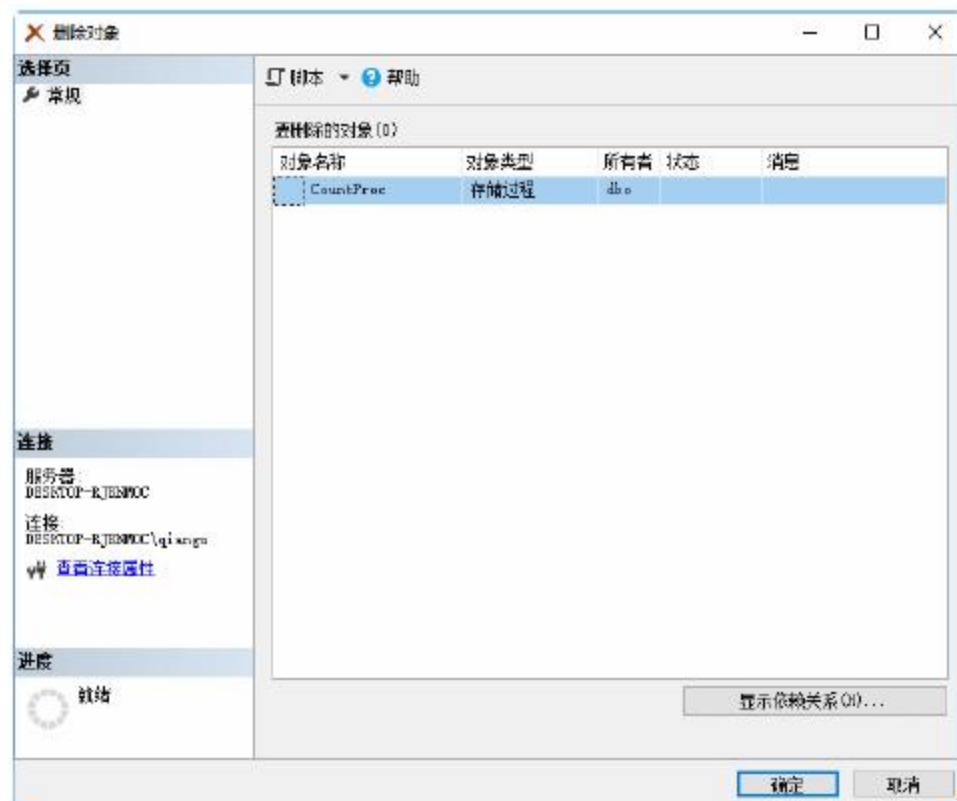 删除对象
选择页
常规
脚本 帮助
要删除的对象(O)
对象名称 对象类型 所有者 状态 消息
CountProc 存储过程 dbo
连接
服务器:
DESKTOP-RJENMOC
连接:
DESKTOP-RJENMOC\qiangu
查看连接属性
进度
就绪
显示依赖关系(H)...
确定 取消